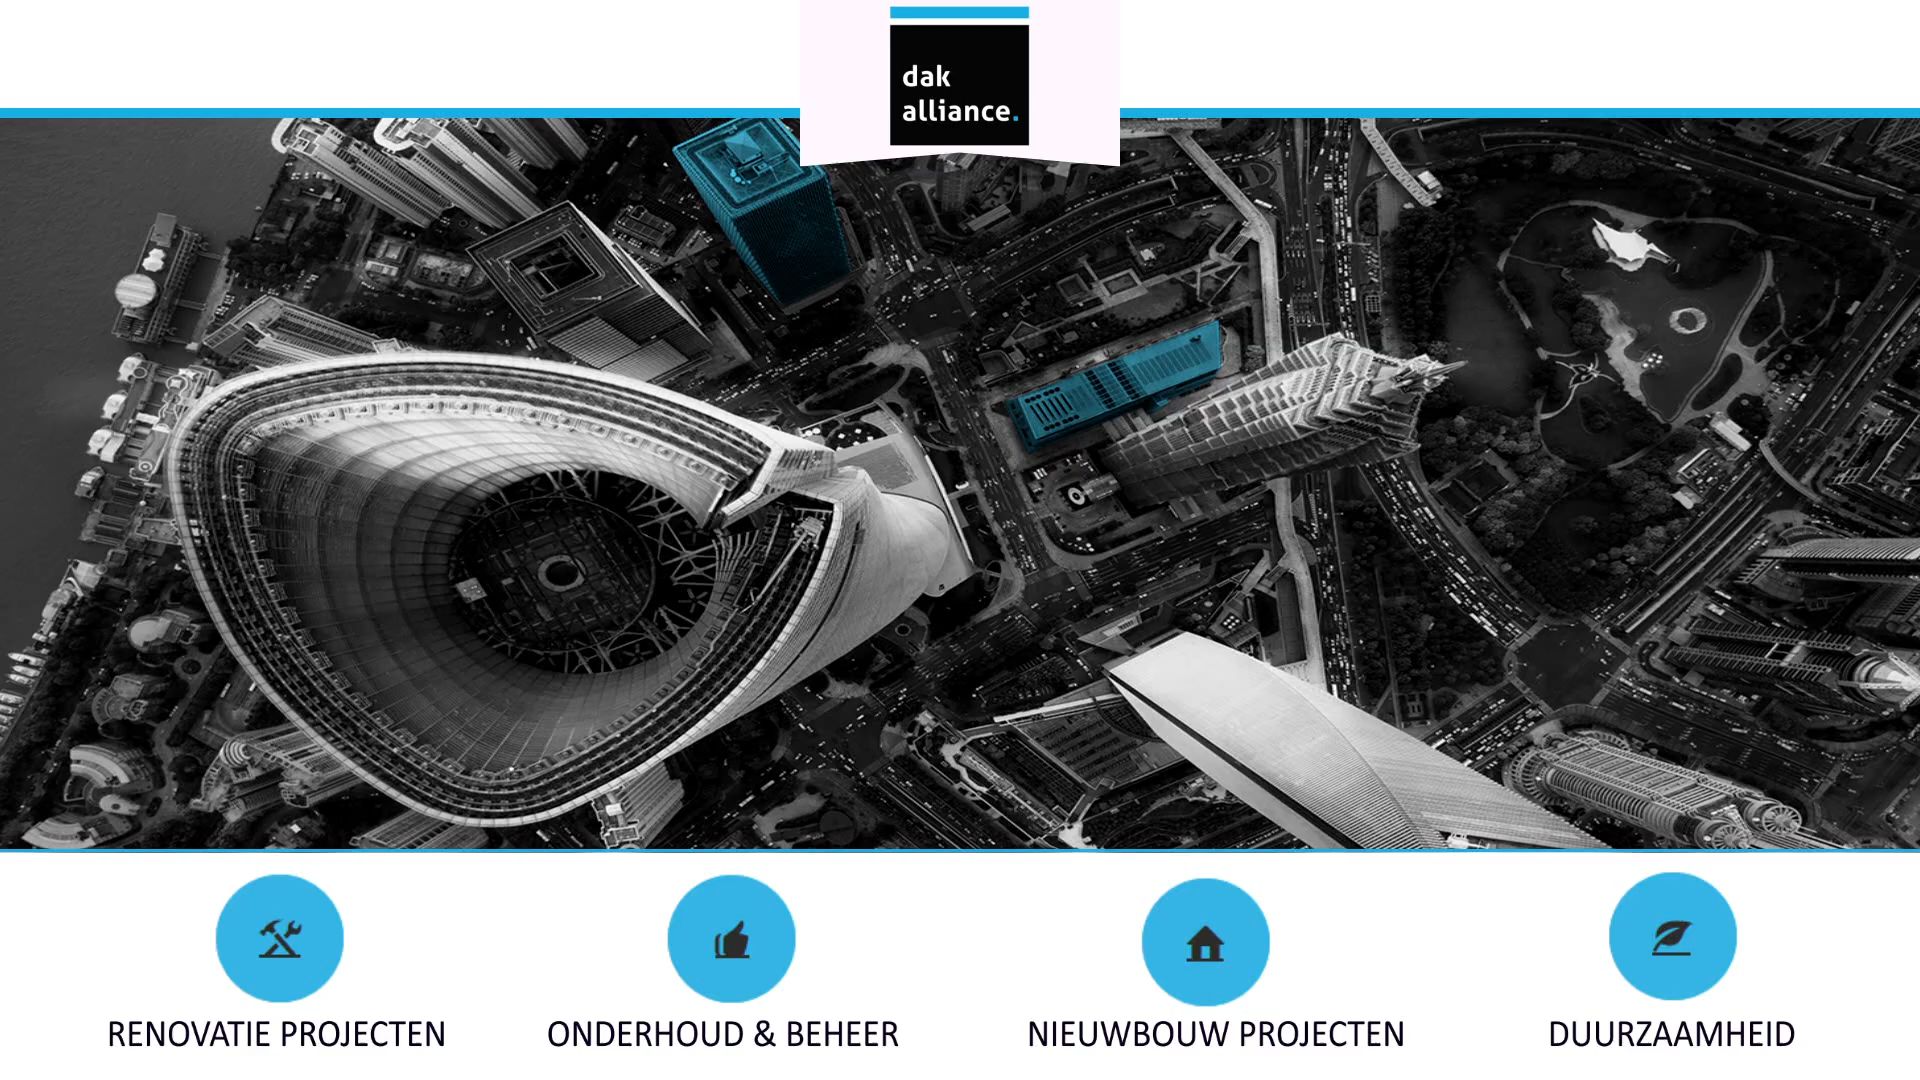 dak
alliance.
RENOVATIE PROJECTEN
ONDERHOUD & BEHEER
NIEUWBOUW PROJECTEN
DUURZAAMHEID